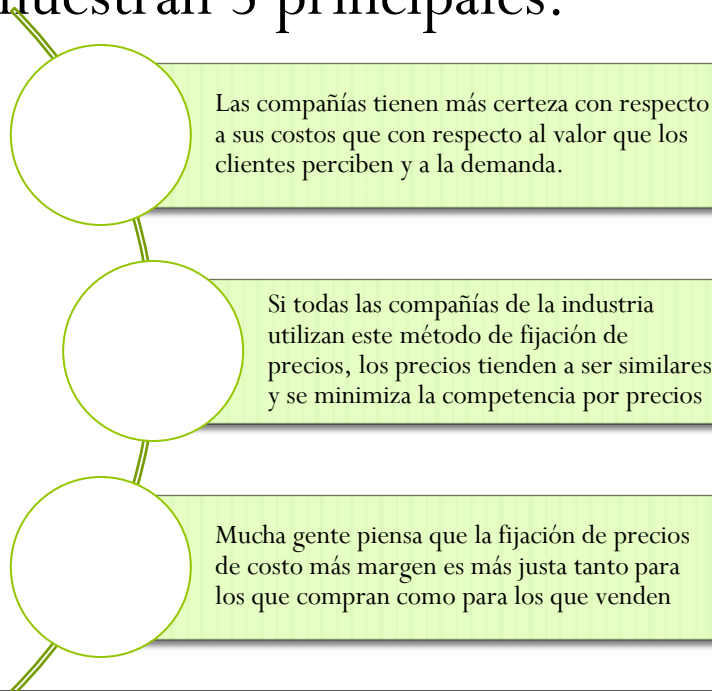 muestran 3 principales:
Las compañías tienen más certeza con respecto
a sus costos que con respecto al valor que los
clientes perciben y a la demanda.
Si todas las compañías de la industria
utilizan este método de fijación de
precios, los precios tienden a ser similares
y se minimiza la competencia por precios
Mucha gente piensa que la fijación de precios
de costo más margen es más justa tanto para
los que compran como para los que venden